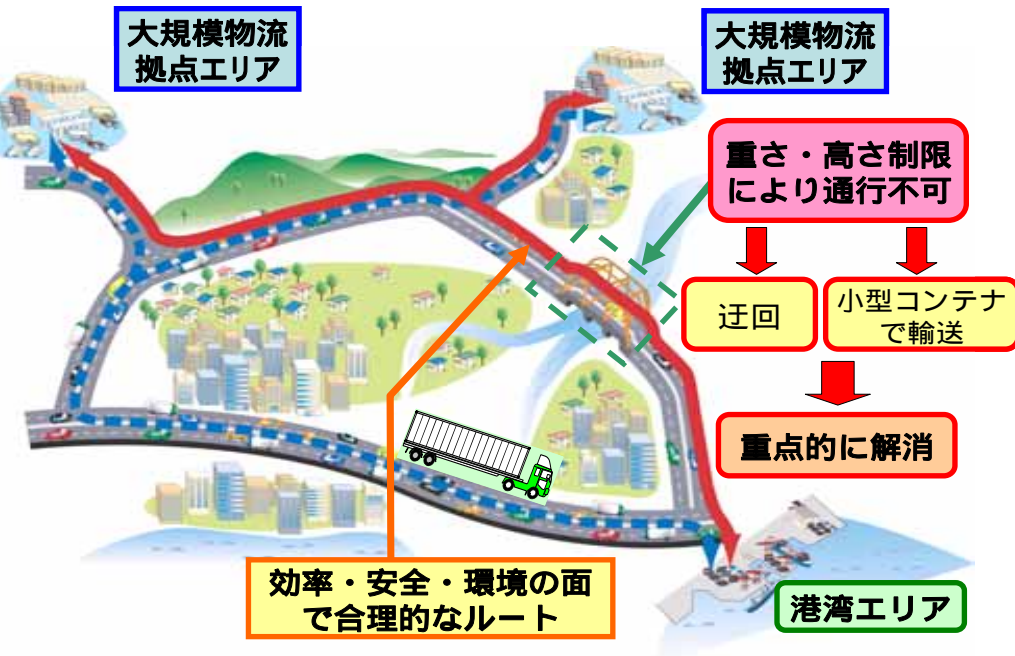 大規模物流
拠点エリア
大規模物流
拠点エリア
重さ・高さ制限
により通行不可
迂回
小型コンテナ
で輸送
重点的に解消
効率・安全・環境の面
で合理的なルート
港湾エリア